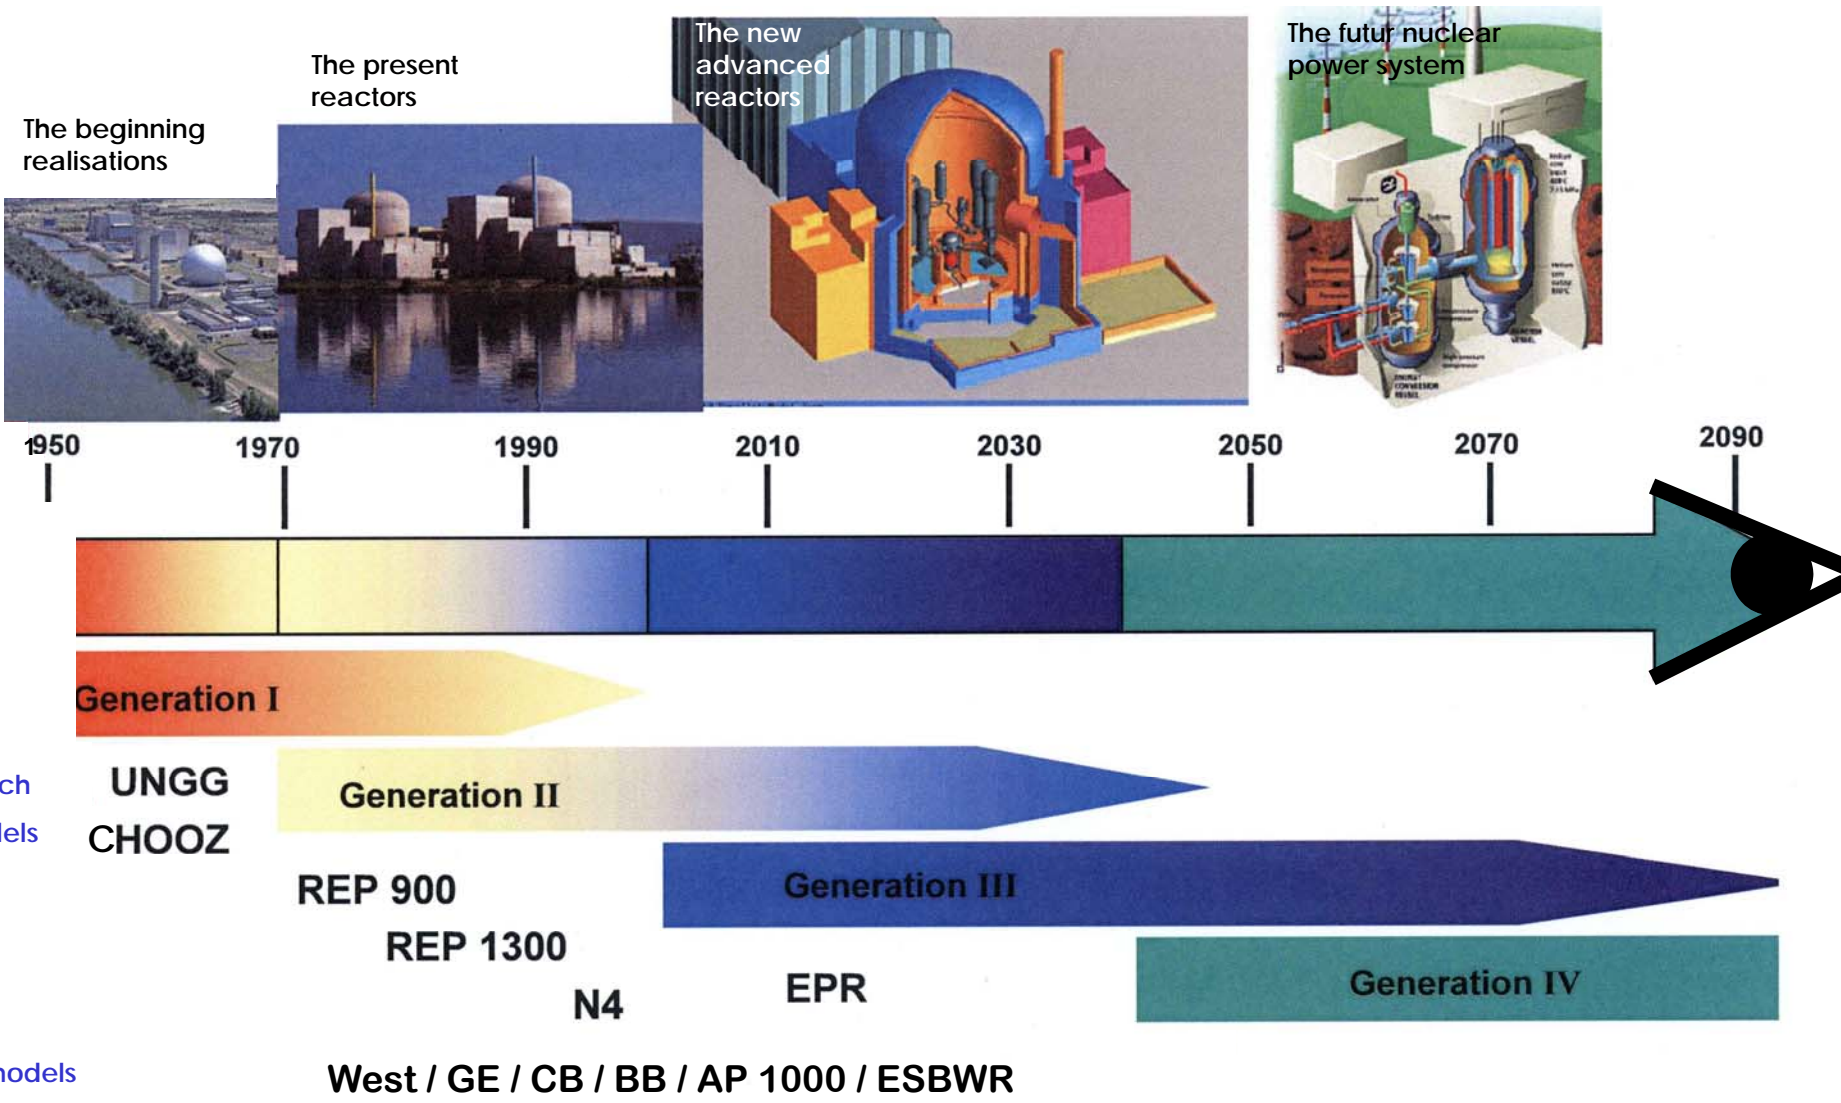 The beginning
realisations
The present
reactors
The new
advanced
reactors
The futur nuclear
power system
1950
1970
1990
2010
2030
2050
2070
2090
Generation I
UNGG
CHOOZ
Generation II
REP 900
REP 1300
N4
Generation III
EPR
Generation IV
ch
els
models
West / GE / CB / BB / AP 1000 / ESBWR